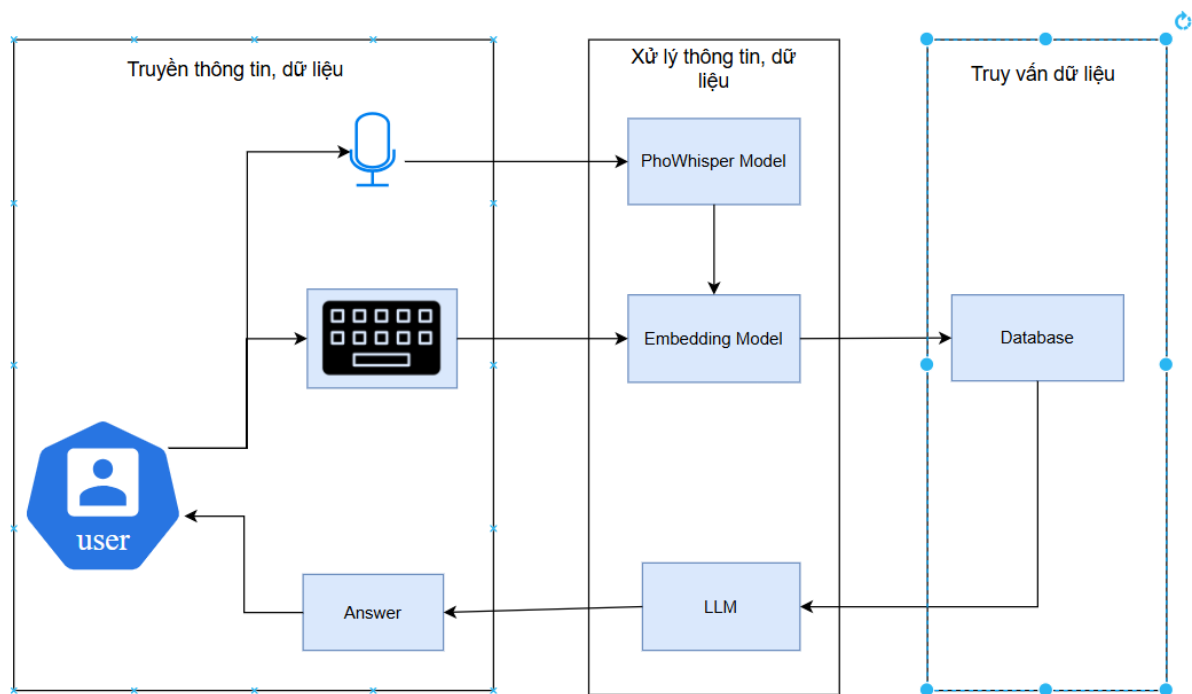 Truyền thông tin, dữ liệu
Xử lý thông tin, dữ
liệu
Truy vấn dữ liệu
PhoWhisper Model
Embedding Model
Database
user
Answer
LLM